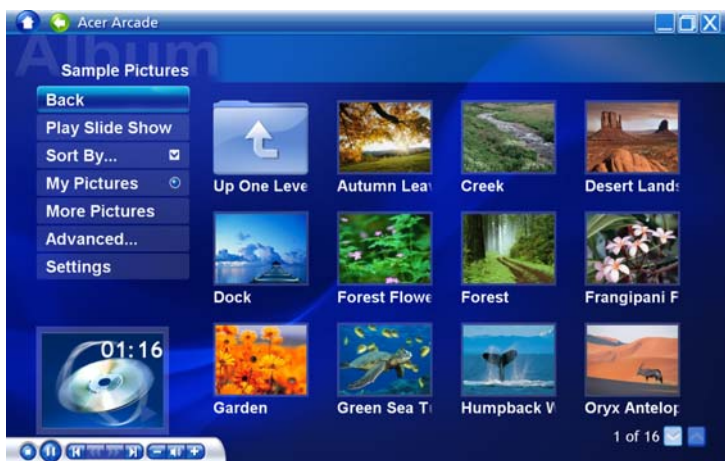 Acer Arcade
Album
Sample Pictures
Back
Play Slide Show
Sort By...
My Pictures
More Pictures
Advanced...
Settings
01:16
Up One Leve
Autumn Lea
Creek
Desert Lands
Dock
Forest Flowe
Forest
Frangipani F
Garden
Green Sea T
Humpback W
Oryx Antelop
1 of 16